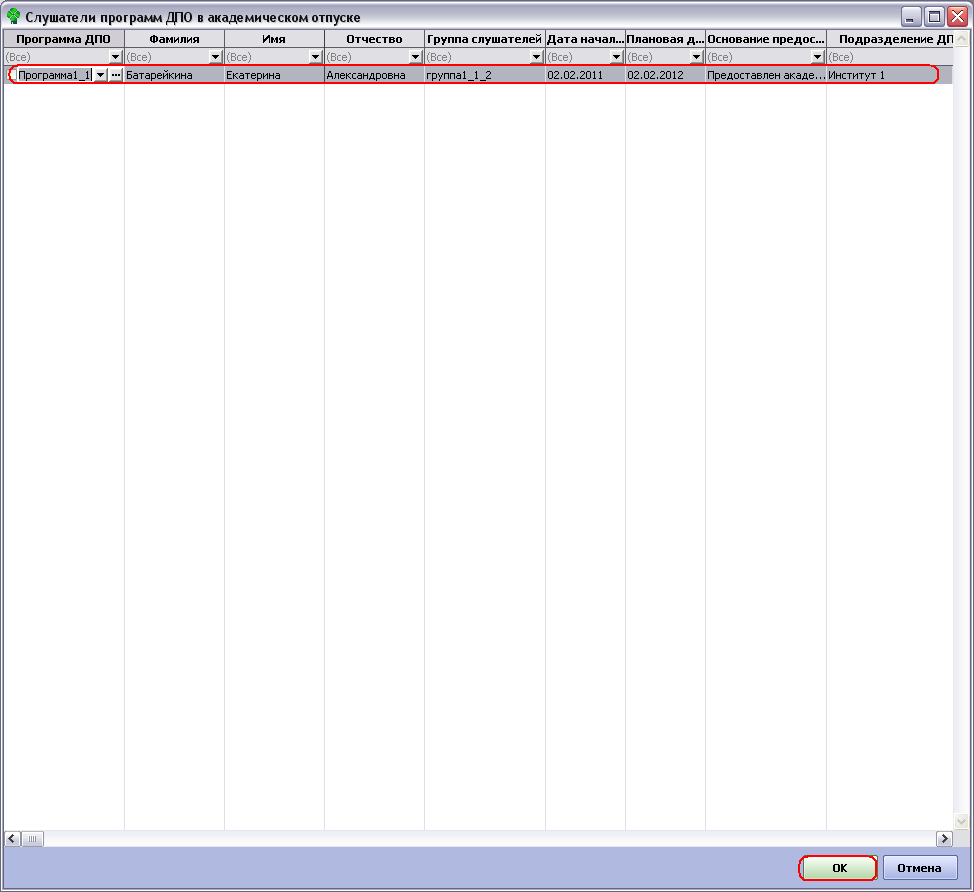 Слушатели программ ДПО в академическом отпуске
Программа ДПО Фамилия Имя Отчество Группа слушателей Дата начал... Плановая д... Основание предос... Подразделение ДП
(Все) (Все) (Все) (Все) (Все) (Все) (Все) (Все) (Все)
Программа1_1 Батарейкина Екатерина Александровна группа1_1_2 02.02.2011 02.02.2012 Предоставлен акаде... Институт 1
OK Отмена